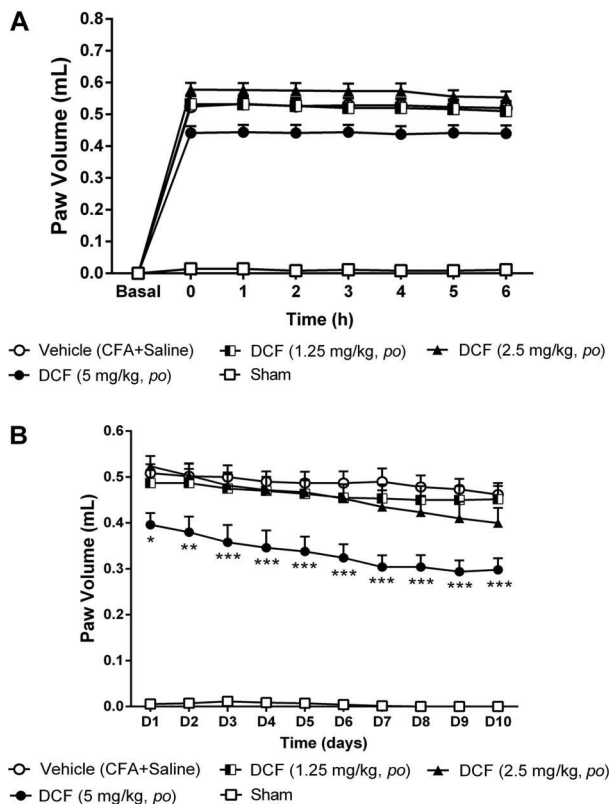 A
Paw Volume (mL)
0.8
0.7
0.6
0.5
0.4
0.3
0.2
0.1
0.0
Basal 0 1 2 3 4 5 6
Time (h)
Vehicle (CFA+Saline) DCF (1.25 mg/kg, po) DCF (2.5 mg/kg, po)
DCF (5 mg/kg, po) Sham
B
Paw Volume (mL)
0.6
0.5
0.4
0.3
0.2
0.1
0.0
* ** *** *** *** *** *** *** *** ***
D1 D2 D3 D4 D5 D6 D7 D8 D9 D10
Time (days)
Vehicle (CFA+Saline) DCF (1.25 mg/kg, po) DCF (2.5 mg/kg, po)
DCF (5 mg/kg, po) Sham